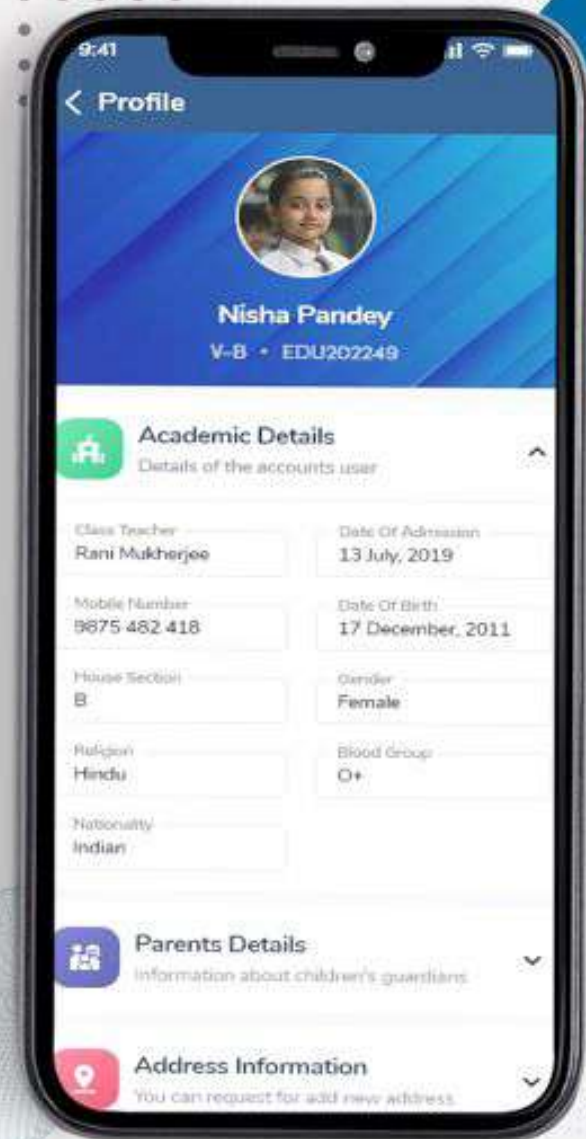 9:41
Profile
Nisha Pandey
V-B • EDU202249
Academic Details
Details of the accounts user
Class Teacher
Rani Mukherjee
Date Of Admission
13 July, 2019
Mobile Number
9875 482 418
Date Of Birth
17 December, 2011
House Section
B
Gender
Female
Religion
Hindu
Blood Group
O+
Nationality
Indian
Parents Details
Information about children's guardians
Address Information
You can request for add new address